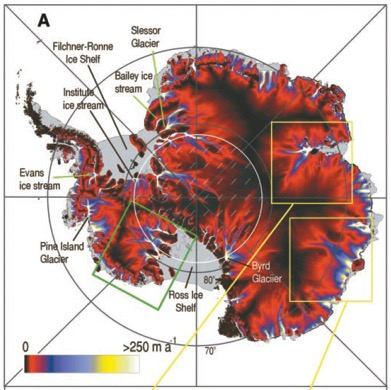 A
Slessor
Glacier
Filchner-Ronne
Ice Shelf
Bailey ice
stream
Institute
ice stream
Evans
ice stream
Pine Island
Glacier
Byrd
Glaciier
80°
Ross Ice
Shelf
70°
0
>250 m a⁻¹